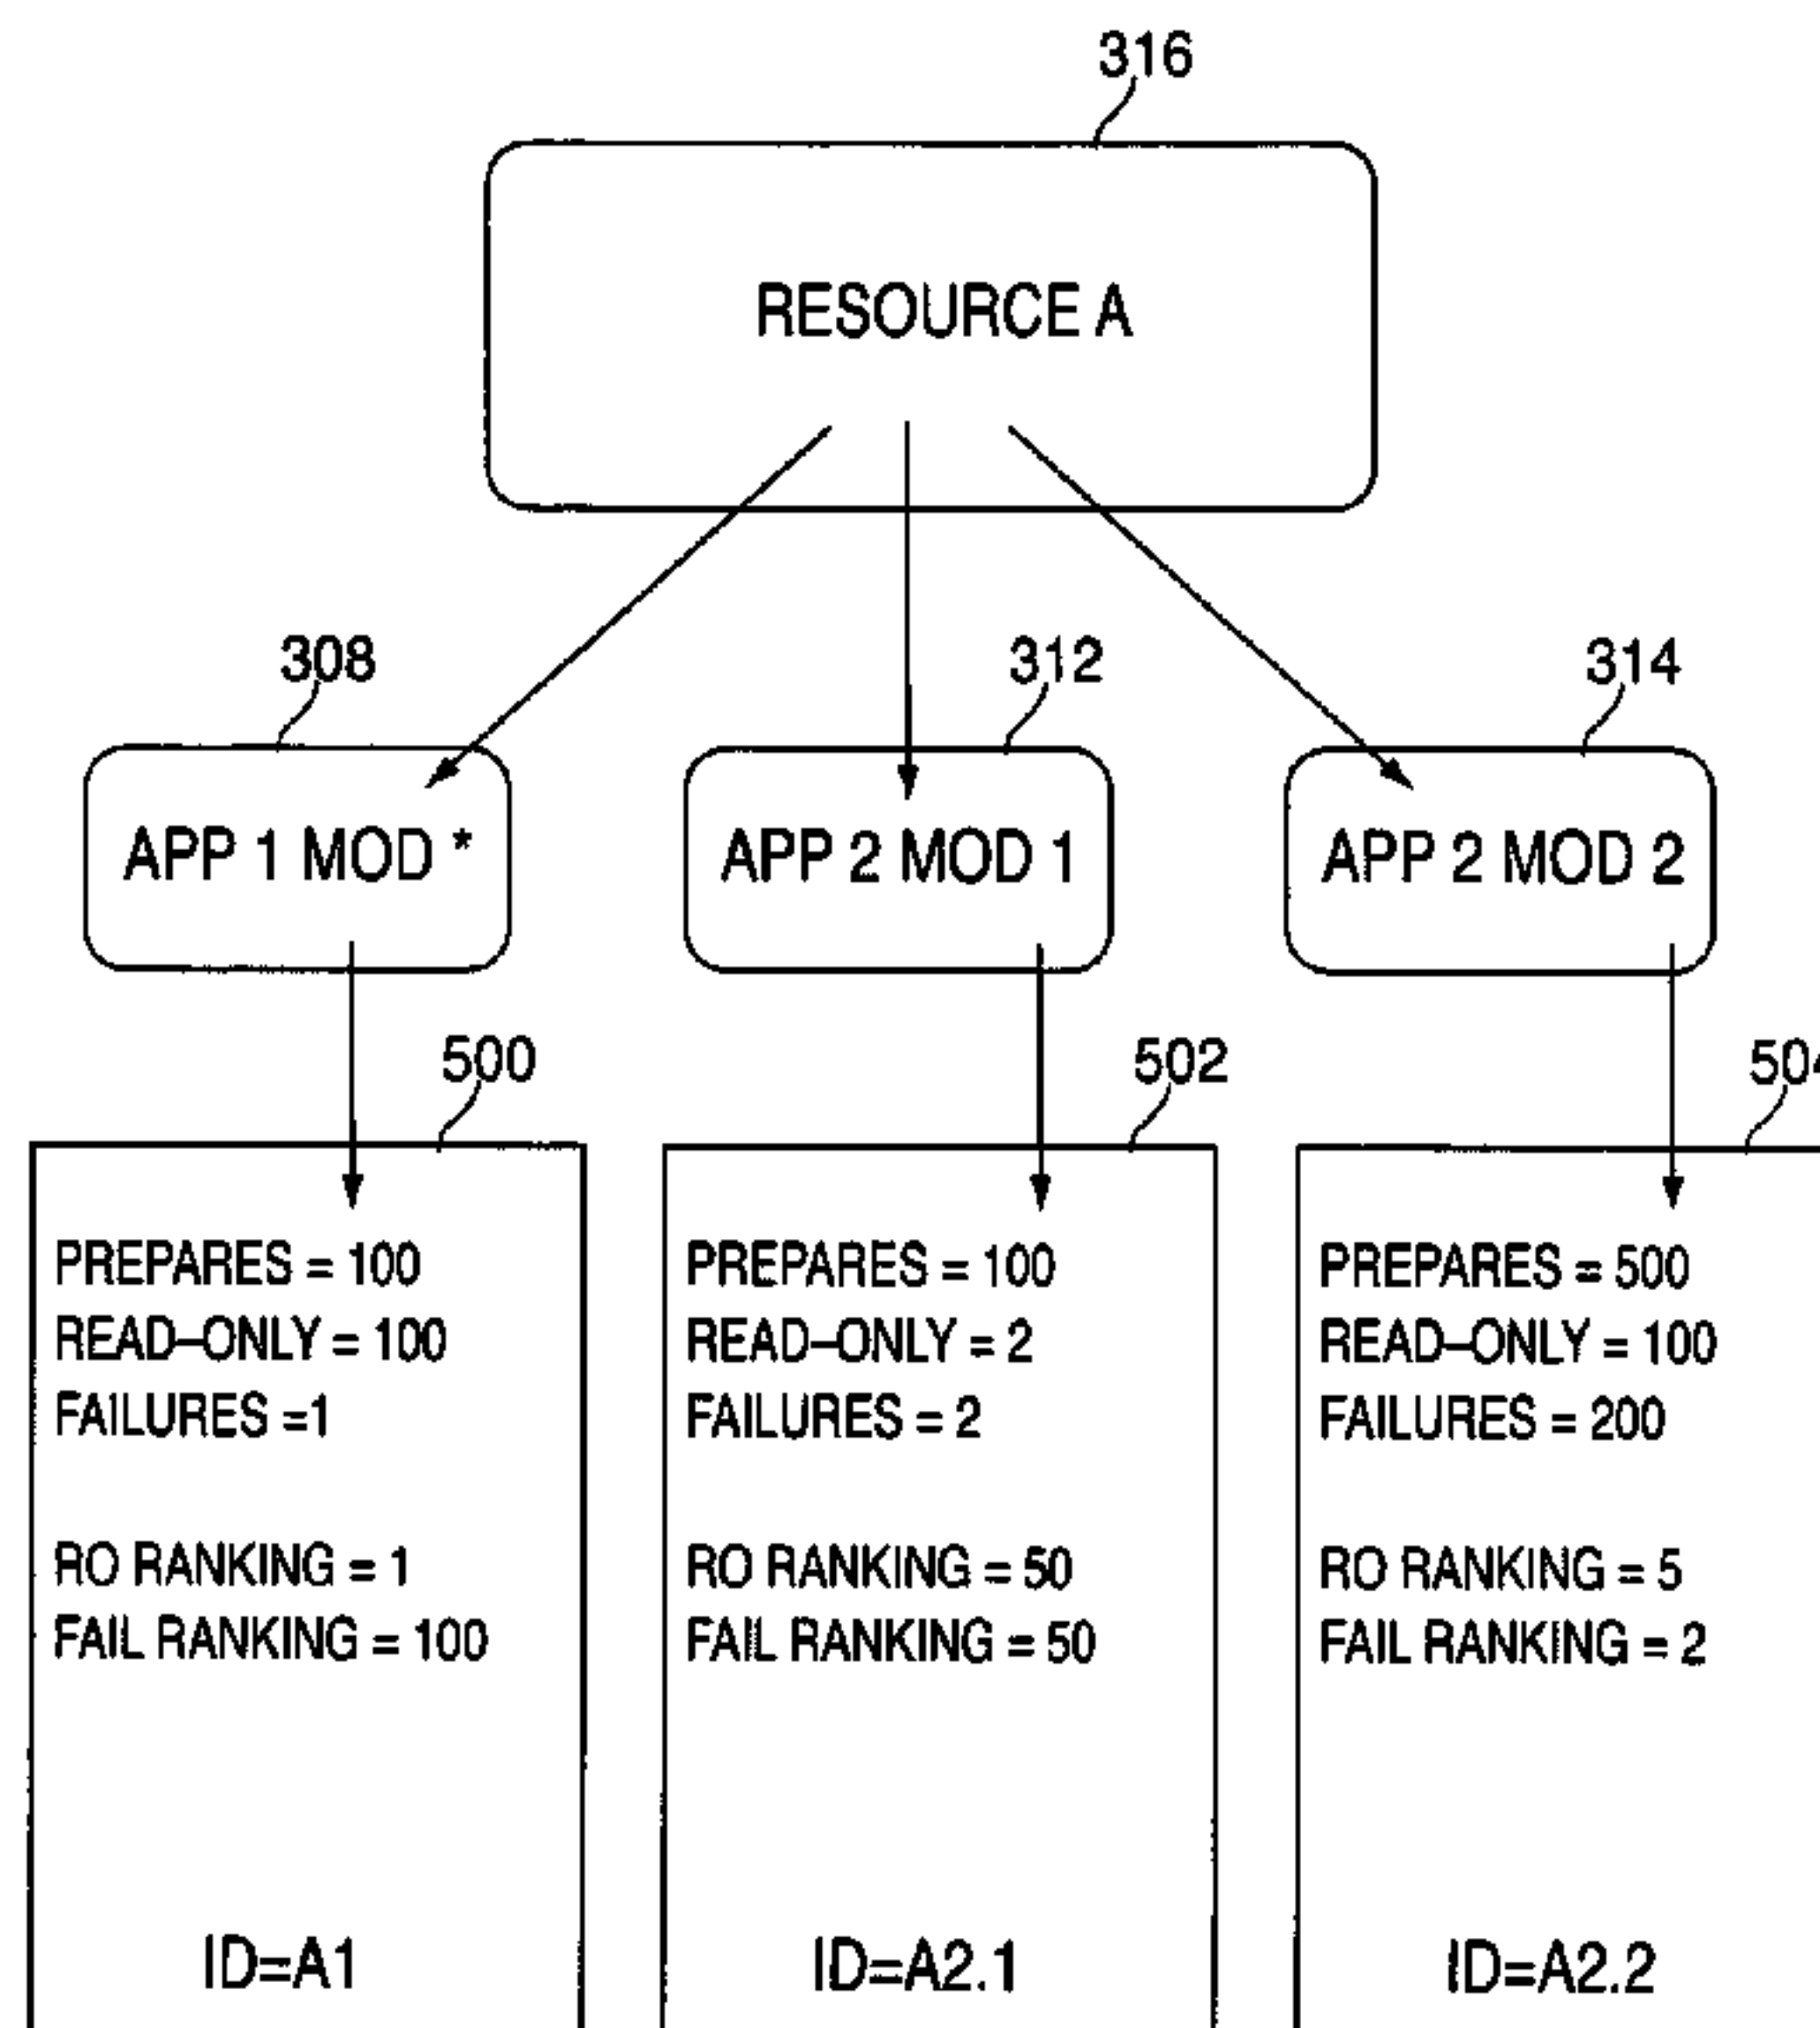 316
RESOURCE A
308
312
314
APP 1 MOD *
APP 2 MOD 1
APP 2 MOD 2
500
502
504
PREPARES = 100
READ–ONLY = 100
FAILURES =1
RO RANKING = 1
FAIL RANKING = 100
ID=A1
PREPARES = 100
READ–ONLY = 2
FAILURES = 2
RO RANKING = 50
FAIL RANKING = 50
ID=A2.1
PREPARES = 500
READ–ONLY = 100
FAILURES = 200
RO RANKING = 5
FAIL RANKING = 2
ID=A2.2